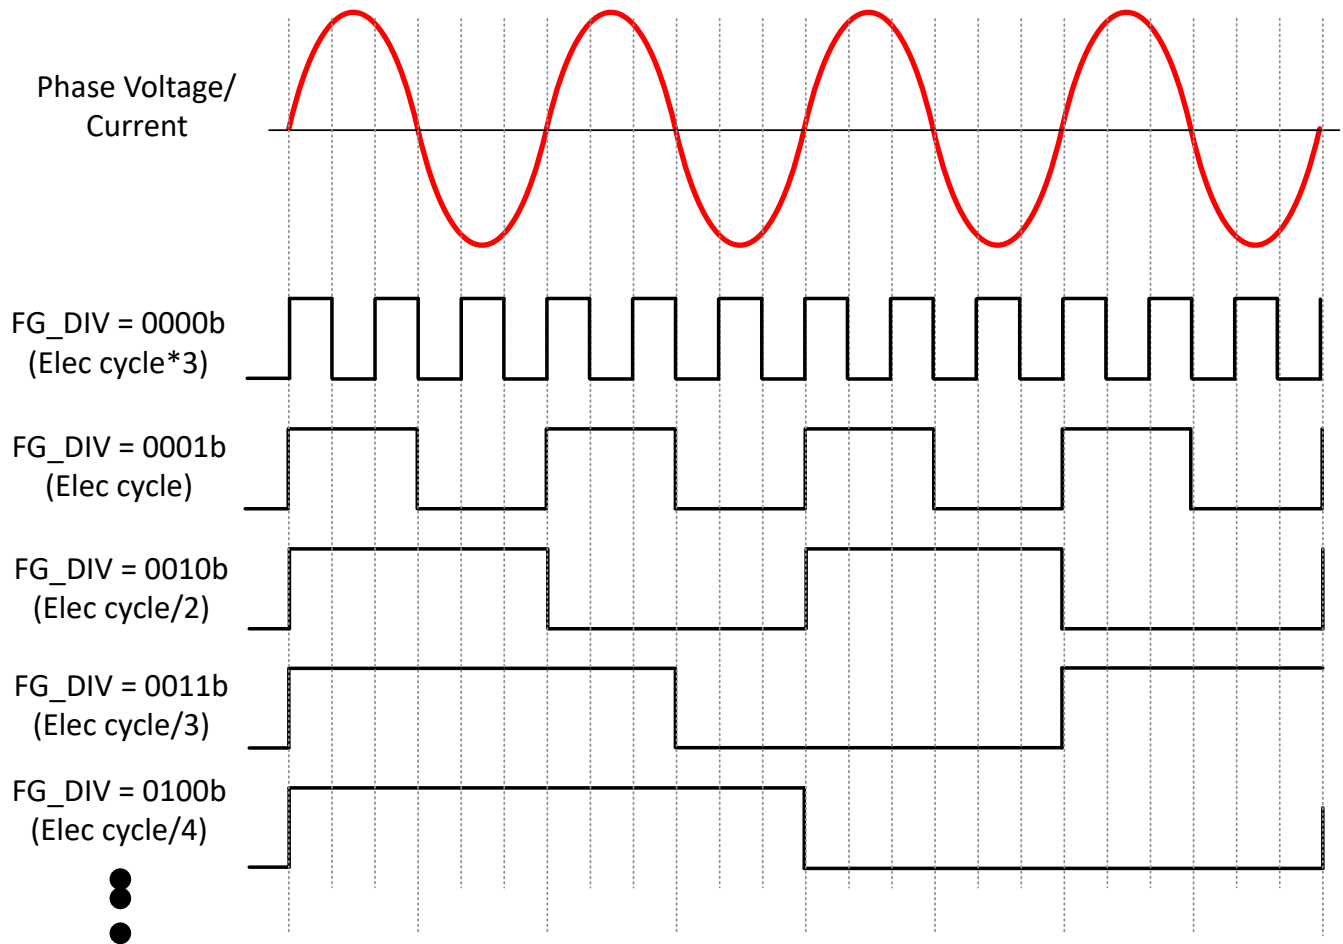 Phase Voltage/
Current
FG_DIV = 0000b
(Elec cycle*3)
FG_DIV = 0001b
(Elec cycle)
FG_DIV = 0010b
(Elec cycle/2)
FG_DIV = 0011b
(Elec cycle/3)
FG_DIV = 0100b
(Elec cycle/4)